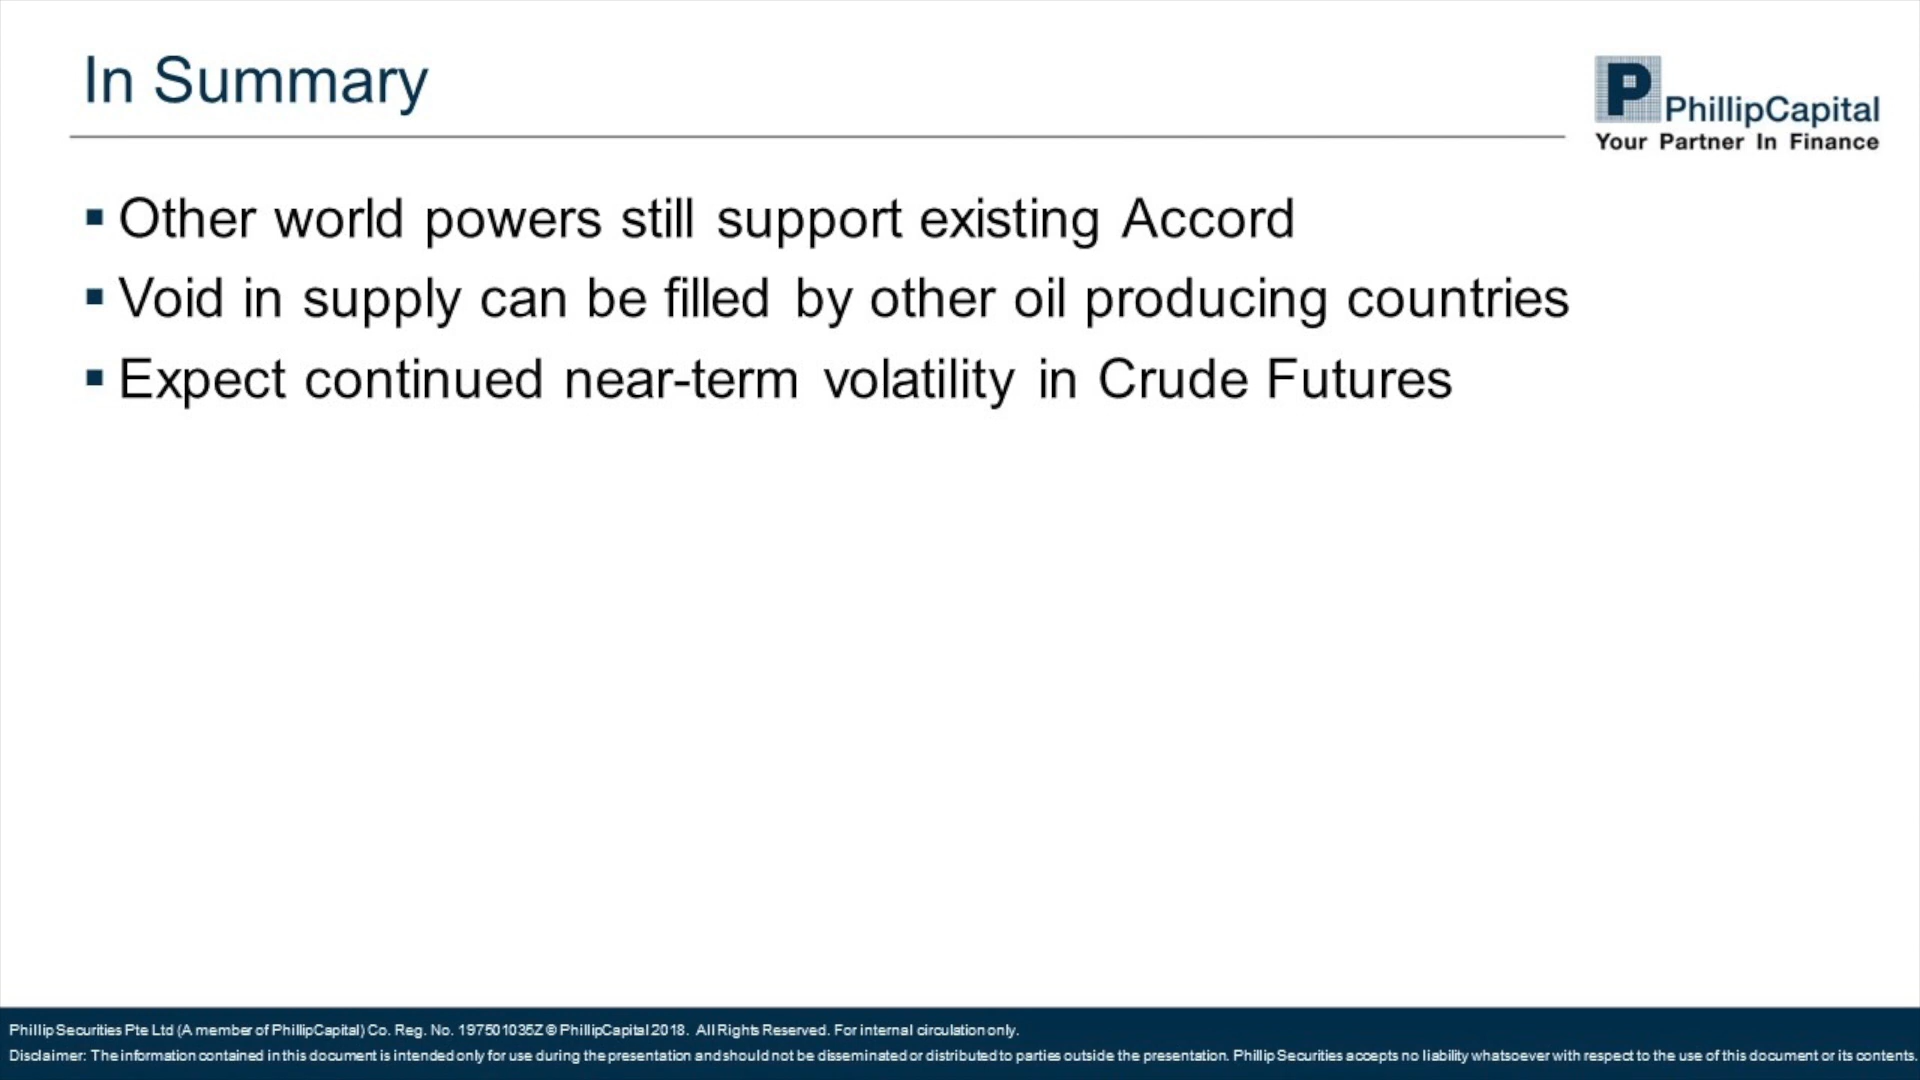 In Summary
P
PhillipCapital
Your Partner In Finance
Other world powers still support existing Accord
Void in supply can be filled by other oil producing countries
Expect continued near-term volatility in Crude Futures
Phillip Securities Pte Ltd (A member of PhillipCapital) Co. Reg. No. 197501035Z © PhillipCapital 2018. All Rights Reserved. For internal circulation only.
Disclaimer: The information contained in this document is intended only for use during the presentation and should not be disseminated or distributed to parties outside the presentation. Phillip Securities accepts no liability whatsoever with respect to the use of this document or its contents.